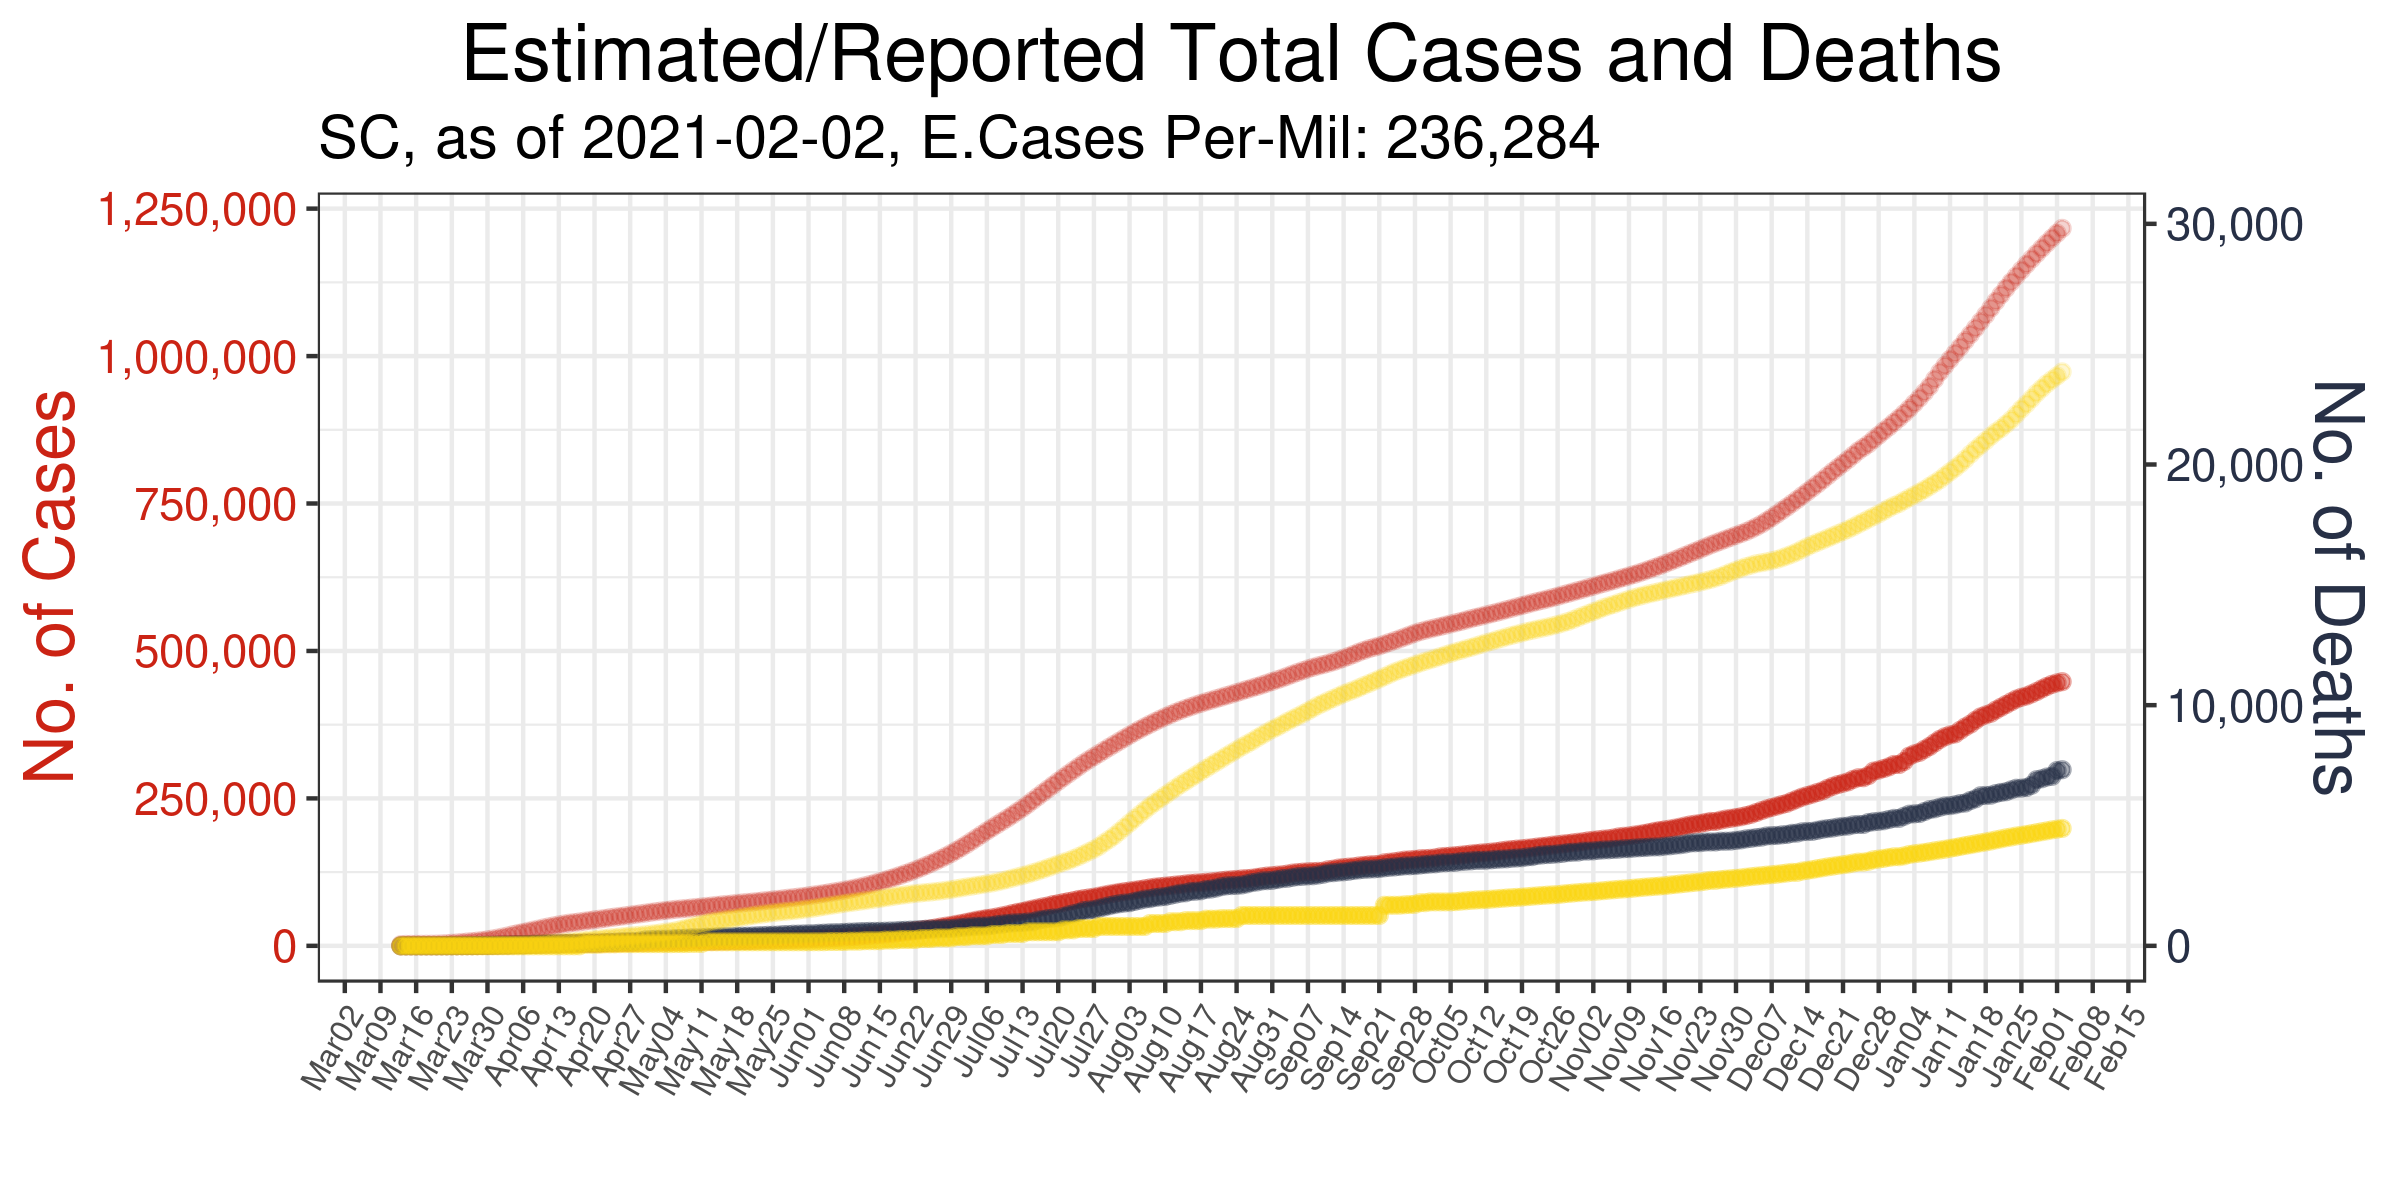 Estimated/Reported Total Cases and Deaths
SC, as of 2021-02-02, E.Cases Per-Mil: 236,284
No. of Cases
1,250,000
1,000,000
750,000
500,000
250,000
0
30,000
20,000
10,000
0
No. of Deaths
Mar02 Mar09 Mar16 Mar23 Mar30 Apr06 Apr13 Apr20 Apr27 May04 May11 May18 May25 Jun01 Jun08 Jun15 Jun22 Jun29 Jul06 Jul13 Jul20 Jul27 Aug03 Aug10 Aug17 Aug24 Aug31 Sep07 Sep14 Sep21 Sep28 Oct05 Oct12 Oct19 Oct26 Nov02 Nov09 Nov16 Nov23 Nov30 Dec07 Dec14 Dec21 Dec28 Jan04 Jan11 Jan18 Jan25 Feb01 Feb08 Feb15